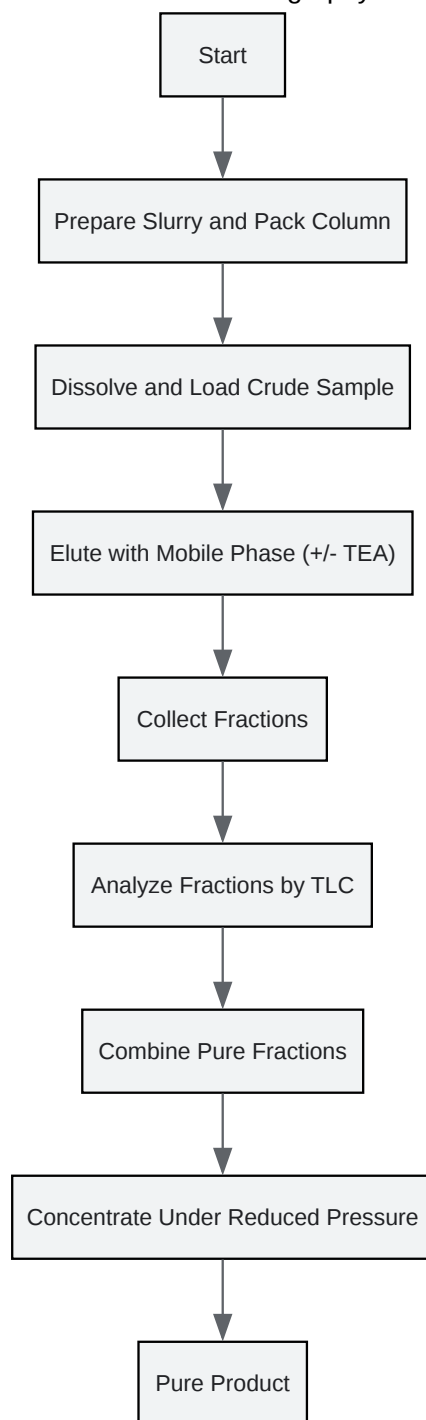 Start
Prepare Slurry and Pack Column
Dissolve and Load Crude Sample
Elute with Mobile Phase (+/- TEA)
Collect Fractions
Analyze Fractions by TLC
Combine Pure Fractions
Concentrate Under Reduced Pressure
Pure Product